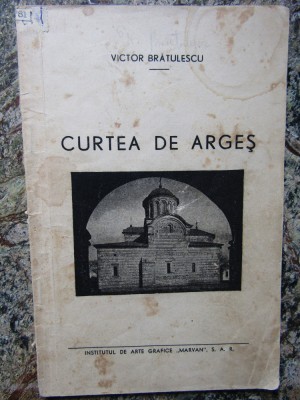 VICTOR BRĂTULESCU
CURTEA DE ARGEȘ
INSTITUTUL DE ARTE GRAFICE „MARVAN”, S. A. R.